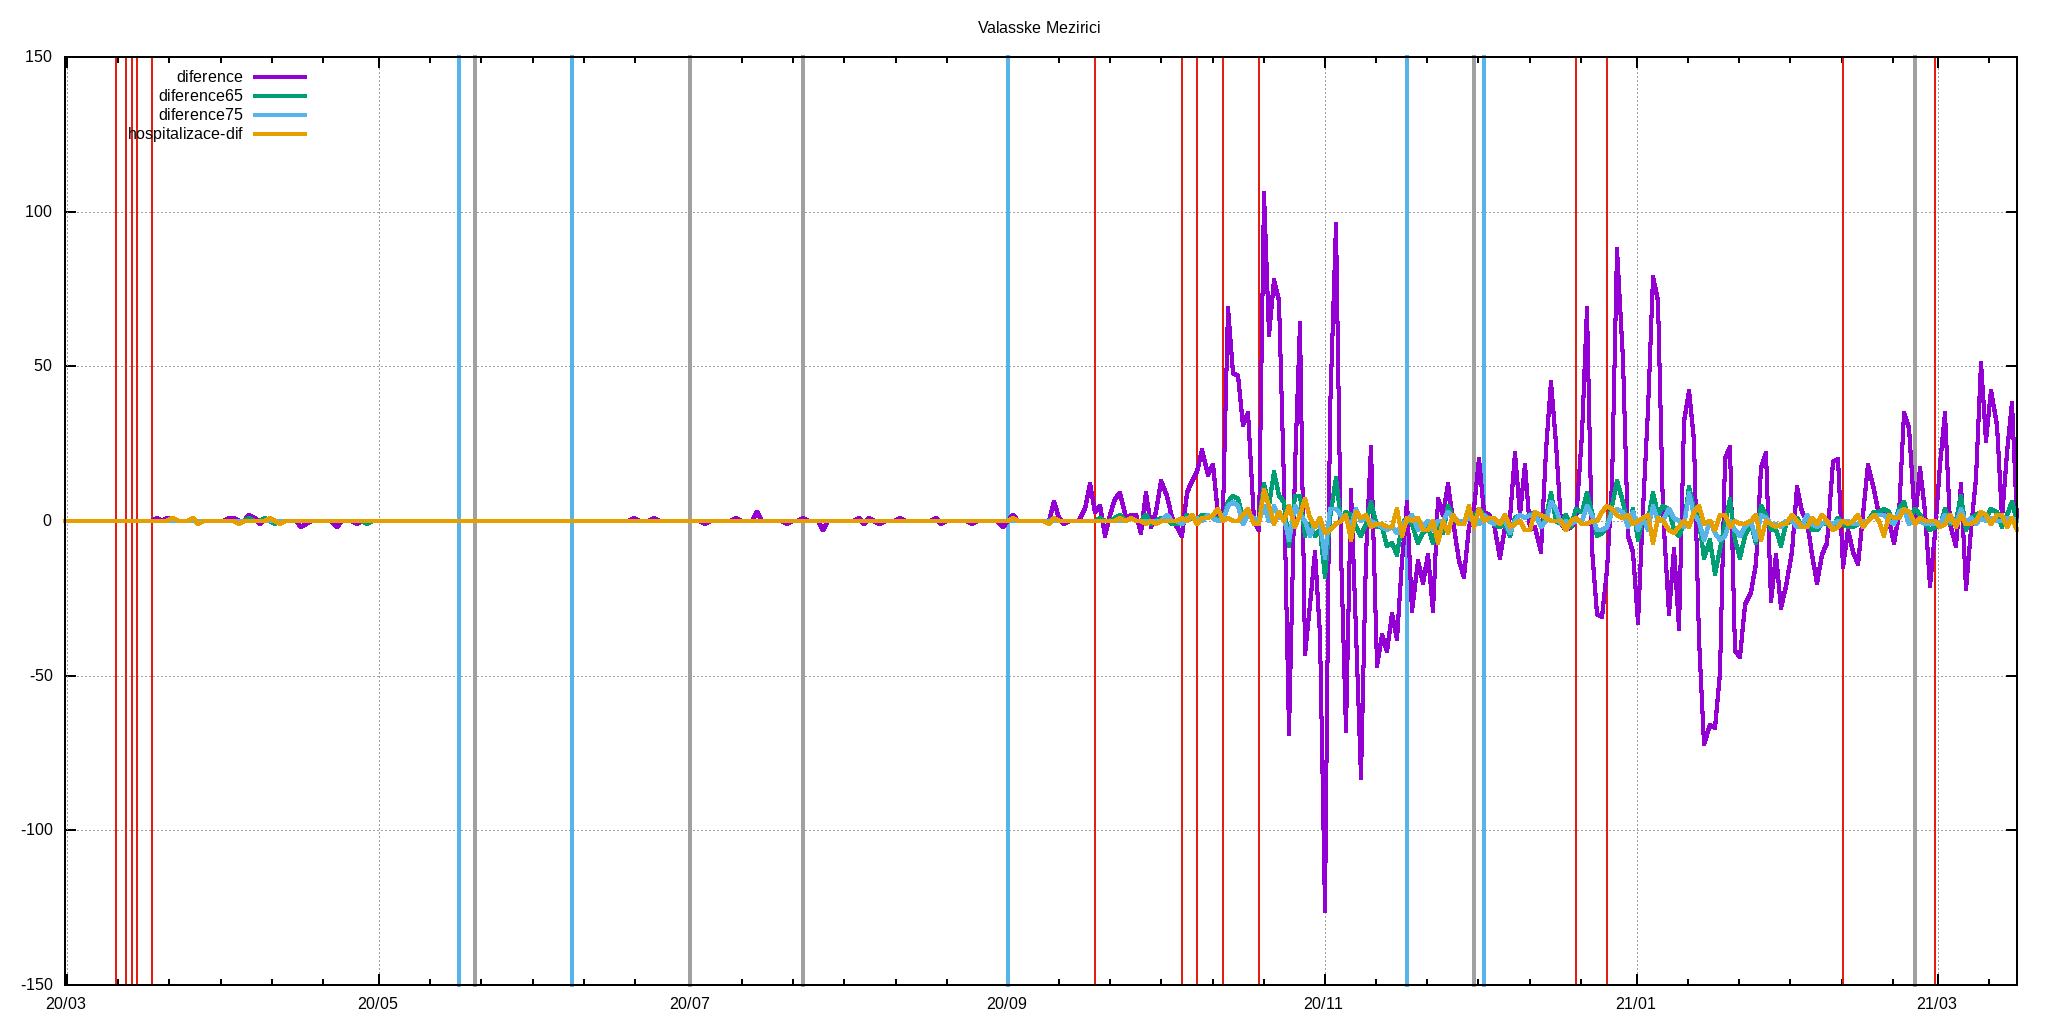 Valasske Mezirici
150
diference
diference65
diference75
hospitalizace-dif
100
50
0
-50
-100
-150
20/03 20/05 20/07 20/09 20/11 21/01 21/03